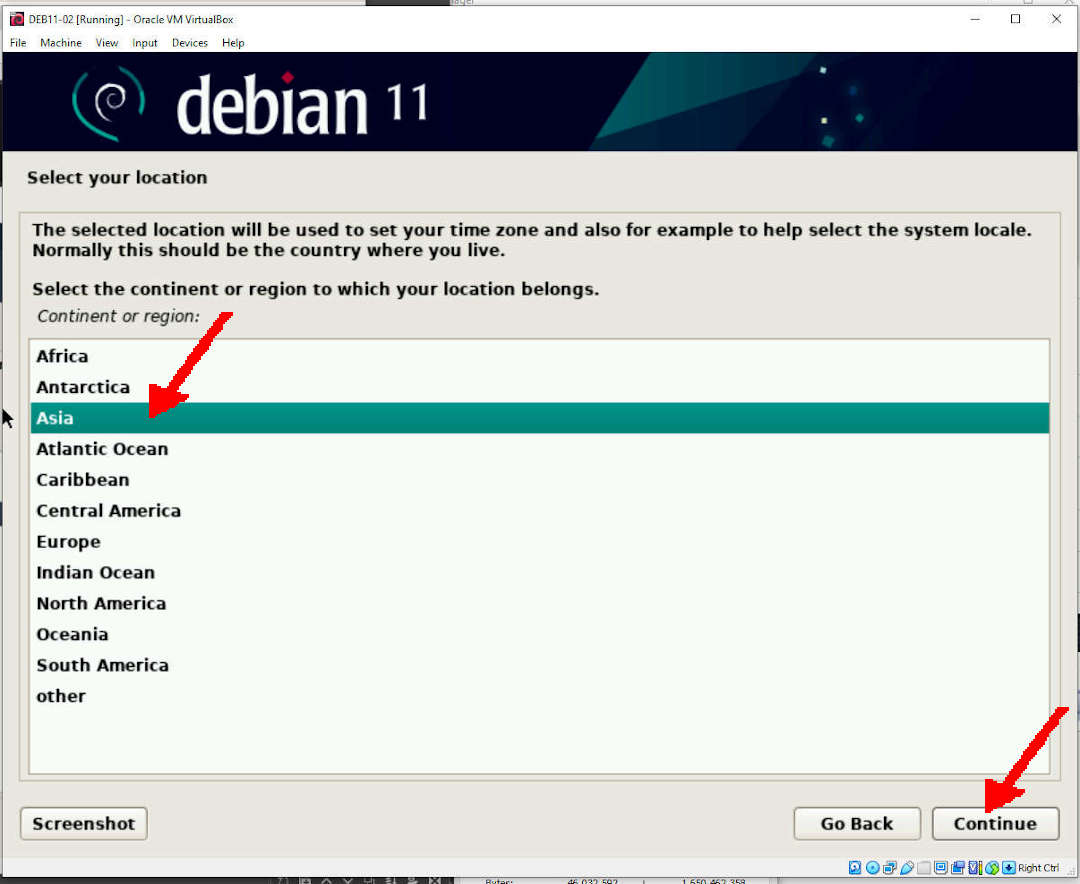 DEB11-02 [Running] - Oracle VM VirtualBox
File Machine View Input Devices Help
debian 11
Select your location
The selected location will be used to set your time zone and also for example to help select the system locale.
Normally this should be the country where you live.
Select the continent or region to which your location belongs.
Continent or region:
Africa
Antarctica
Asia
Atlantic Ocean
Caribbean
Central America
Europe
Indian Ocean
North America
Oceania
South America
other
Screenshot Go Back Continue
Right Ctrl